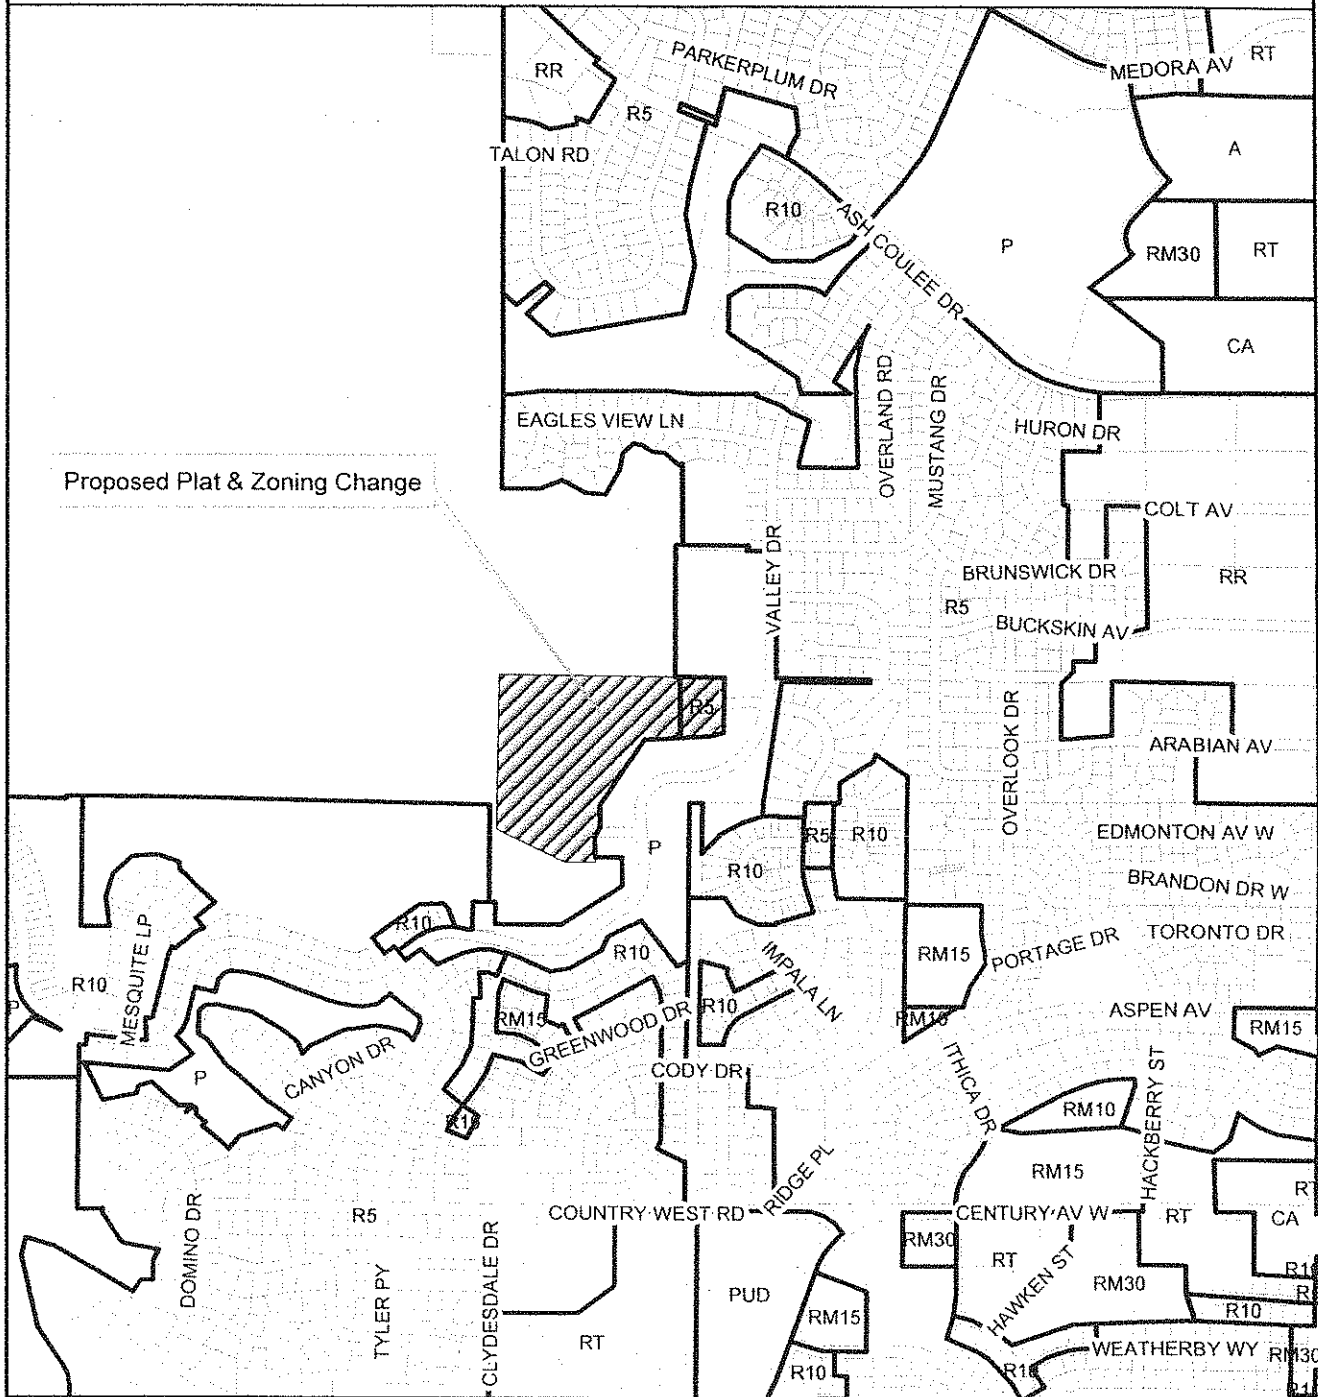 PARKERPLUM DR
MEDORA AV
RT
RR
R5
TALON RD
A
R10
ASH COULEE DR
P
RM30
RT
CA
OVERLAND RD
MUSTANG DR
EAGLES VIEW LN
HURON DR
Proposed Plat & Zoning Change
COLT AV
VALLEY DR
BRUNSWICK DR
RR
R5
BUCKSKIN AV
R5
OVERLOOK DR
ARABIAN AV
EDMONTON AV W
P
R10
R5
R10
BRANDON DR W
R10
R10
RM15
PORTAGE DR
TORONTO DR
MESQUITE LP
R10
P
IMPALA LN
RM15
GREENWOOD DR
R10
RM15
ASPEN AV
RM15
CANYON DR
P
CODY DR
ITHICA DR
HACKBERRY ST
RM10
R10
RM15
RIDGE PL
DOMINO DR
R5
TYLER PY
CLYDESDALE DR
COUNTRY WEST RD
CENTURY AV W
RT
CA
RM30
RT
HAWKEN ST
RM30
PUD
RM15
R10
RT
R10
WEATHERBY WY
RM30
R10